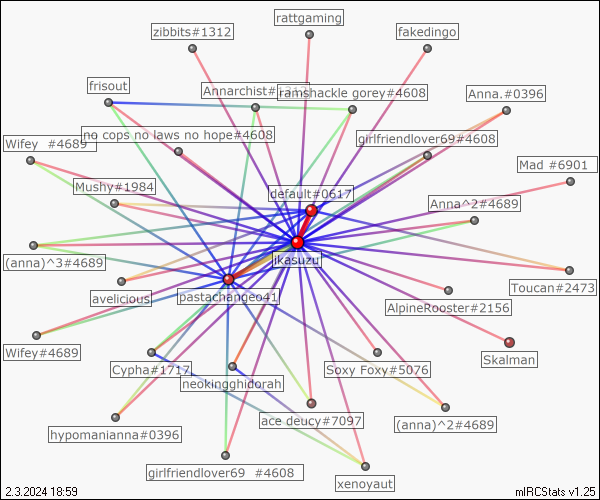 rattgaming
zibbits#1312
fakedingo
frisout
Annarchist#1312
ramshackle gorey#4608
Anna.#0396
no cops no laws no hope#4608
girlfriendlover69#4608
Wifey  #4689
Mad #6901
Mushy#1984
default#0617
Anna^2#4689
jkasuzu
(anna)^3#4689
Toucan#2473
avelicious
pastachangeo41
AlpineRooster#2156
Wifey#4689
Skalman
Cypha#1717
Soxy Foxy#5076
neokingghidorah
ace deucy#7097
(anna)^2#4689
hypomanianna#0396
girlfriendlover69  #4608
xenoyaut
2.3.2024 18:59
mIRCStats v1.25